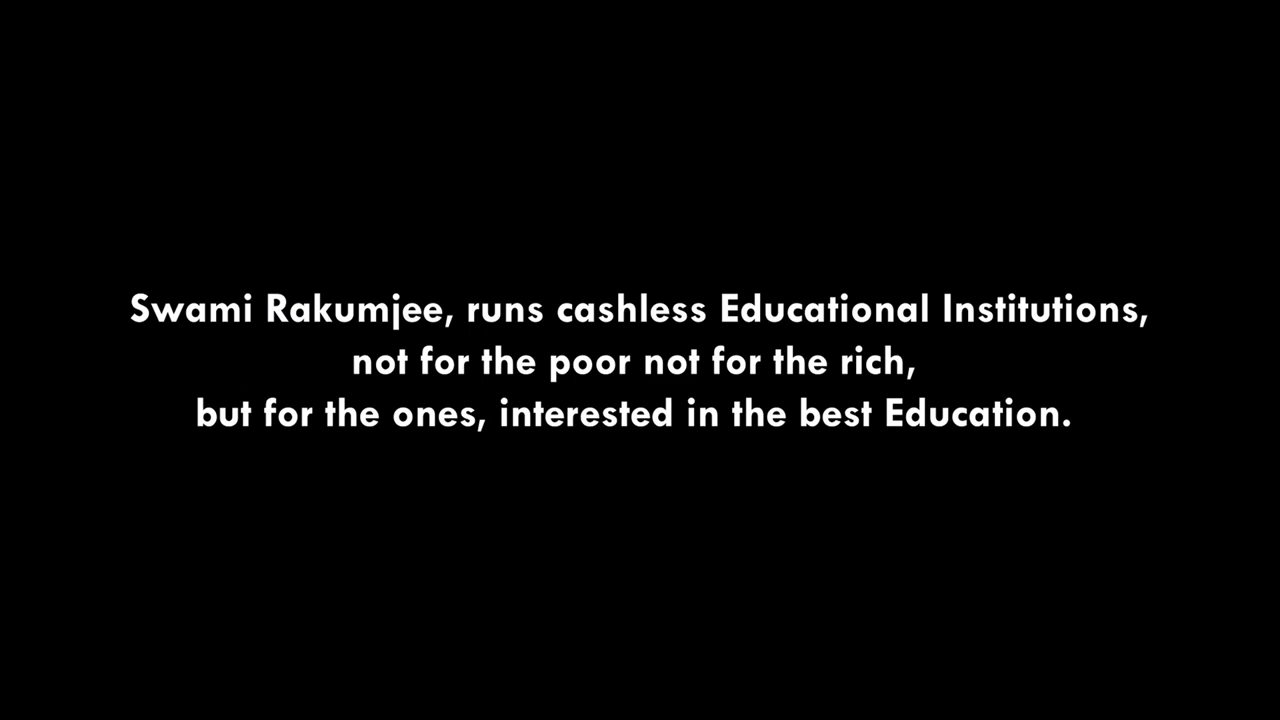 Swami Rakumjee, runs cashless Educational Institutions,
not for the poor not for the rich,
but for the ones, interested in the best Education.